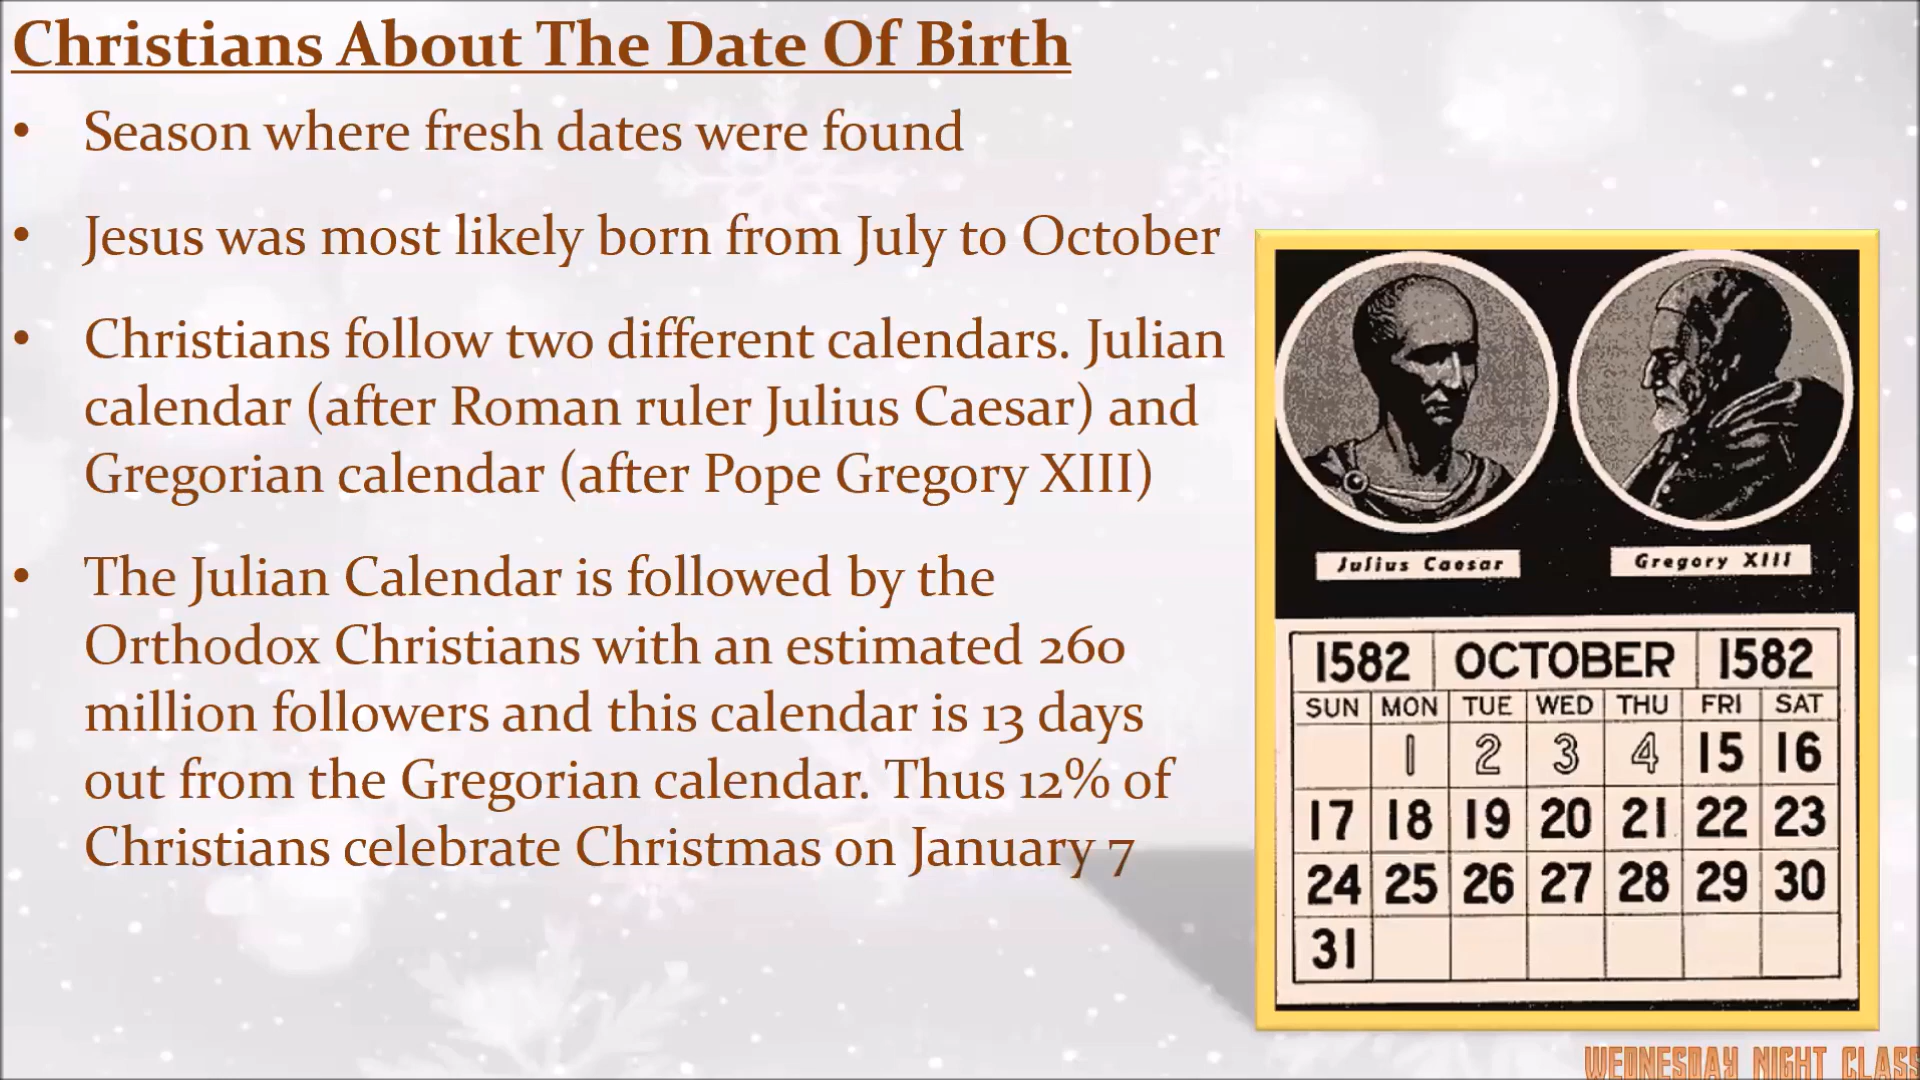 Christians About The Date Of Birth
• Season where fresh dates were found
• Jesus was most likely born from July to October
• Christians follow two different calendars. Julian
calendar (after Roman ruler Julius Caesar) and
Gregorian calendar (after Pope Gregory XIII)
• The Julian Calendar is followed by the
Orthodox Christians with an estimated 260
million followers and this calendar is 13 days
out from the Gregorian calendar. Thus 12% of
Christians celebrate Christmas on January 7
Julius Caesar
Gregory XIII
1582 OCTOBER 1582
SUN MON TUE WED THU FRI SAT
1 2 3 4 15 16
17 18 19 20 21 22 23
24 25 26 27 28 29 30
31
WEDNESDAY NIGHT CLASS